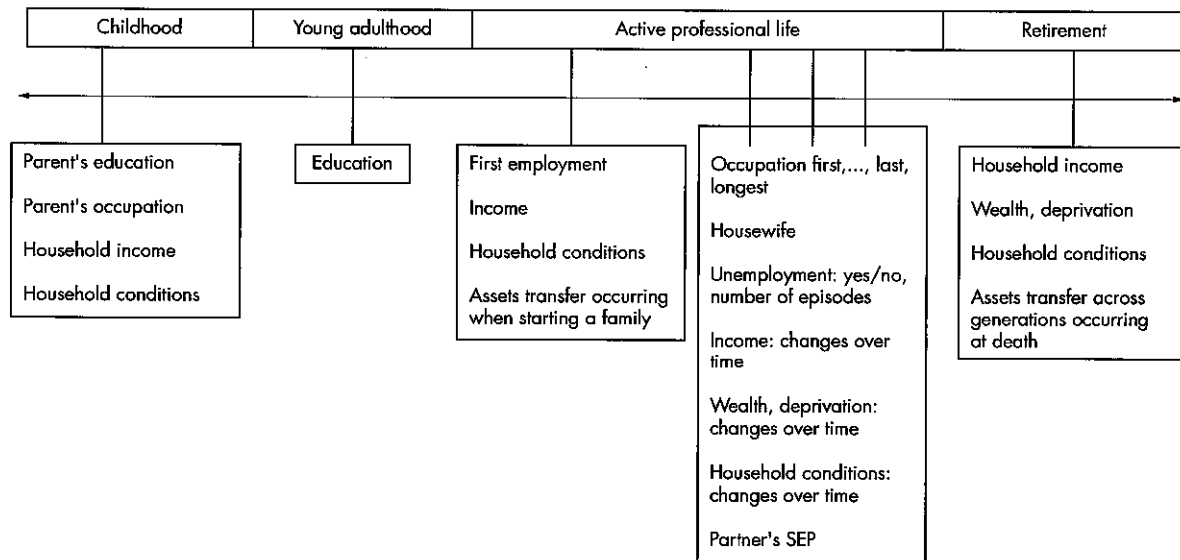 Childhood
Young adulthood
Active professional life
Retirement
Parent's education
Parent's occupation
Household income
Household conditions
Education
First employment
Income
Household conditions
Assets transfer occurring
when starting a family
Occupation first,..., last,
longest
Housewife
Unemployment: yes/no,
number of episodes
Income: changes over
time
Wealth, deprivation:
changes over time
Household conditions:
changes over time
Partner's SEP
Household income
Wealth, deprivation
Household conditions
Assets transfer across
generations occurring
at death